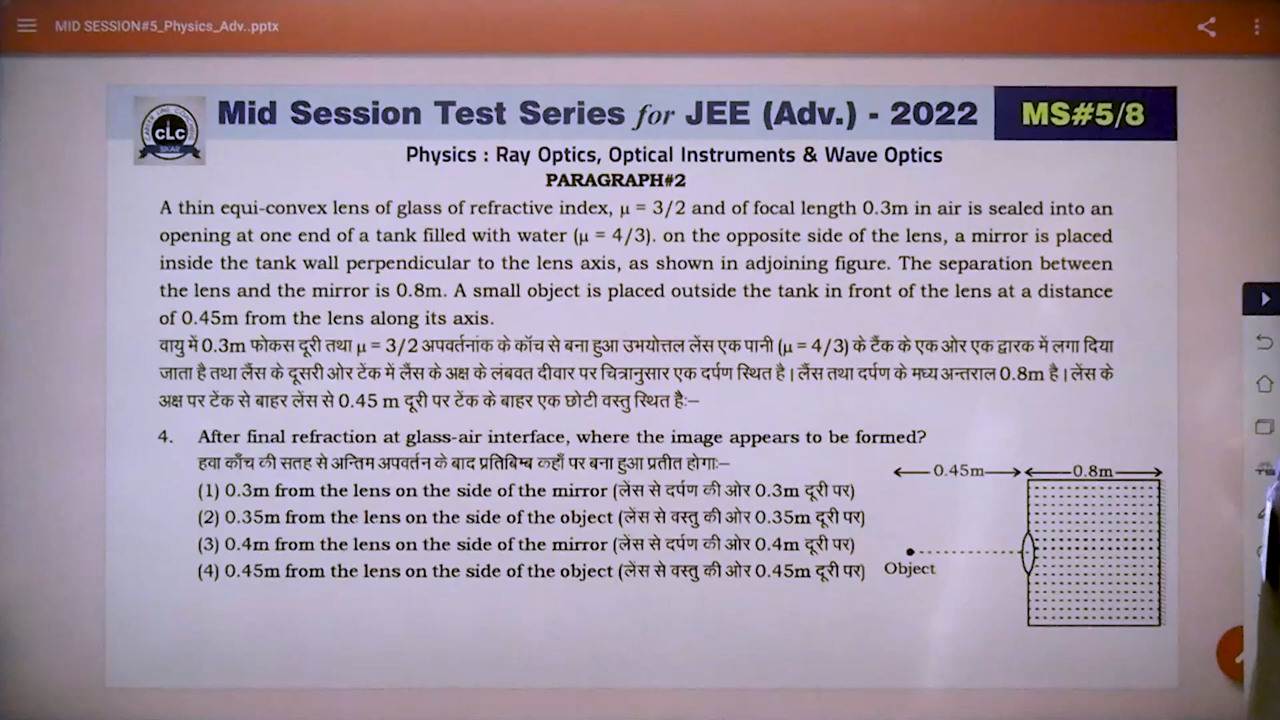 MID SESSION#5_Physics_Adv..pptx
Mid Session Test Series for JEE (Adv.) - 2022 MS#5/8
CLC
SIKAR
Physics : Ray Optics, Optical Instruments & Wave Optics
PARAGRAPH#2
A thin equi-convex lens of glass of refractive index, μ = 3/2 and of focal length 0.3m in air is sealed into an
opening at one end of a tank filled with water (μ = 4/3). on the opposite side of the lens, a mirror is placed
inside the tank wall perpendicular to the lens axis, as shown in adjoining figure. The separation between
the lens and the mirror is 0.8m. A small object is placed outside the tank in front of the lens at a distance
of 0.45m from the lens along its axis.
वायु में 0.3m फोकस दूरी तथा μ = 3/2 अपवर्तनांक के काँच से बना हुआ उभयोत्तल लेंस एक पानी (μ = 4/3) के टैंक के एक ओर एक द्वारक में लगा दिया
जाता है तथा लैंस के दूसरी ओर टेंक में लैंस के अक्ष के लंबवत दीवार पर चित्रानुसार एक दर्पण स्थित है। लैंस तथा दर्पण के मध्य अन्तराल 0.8m है। लेंस के
अक्ष पर टेंक से बाहर लेंस से 0.45 m दूरी पर टेंक के बाहर एक छोटी वस्तु स्थित है:–
4. After final refraction at glass-air interface, where the image appears to be formed?
हवा काँच की सतह से अन्तिम अपवर्तन के बाद प्रतिबिम्ब कहाँ पर बना हुआ प्रतीत होगाः–
(1) 0.3m from the lens on the side of the mirror (लेंस से दर्पण की ओर 0.3m दूरी पर)
(2) 0.35m from the lens on the side of the object (लेंस से वस्तु की ओर 0.35m दूरी पर)
(3) 0.4m from the lens on the side of the mirror (लेंस से दर्पण की ओर 0.4m दूरी पर)
(4) 0.45m from the lens on the side of the object (लेंस से वस्तु की ओर 0.45m दूरी पर)
0.45m 0.8m
Object